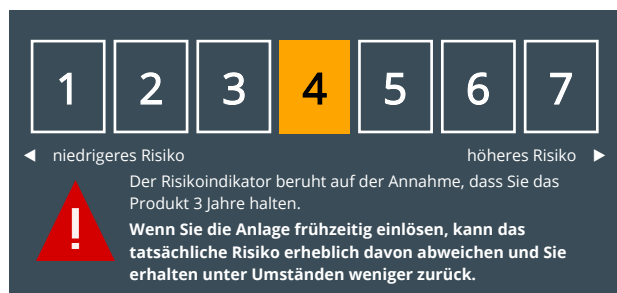 1 2 3 4 5 6 7
niedrigeres Risiko höheres Risiko
Der Risikoindikator beruht auf der Annahme, dass Sie das
Produkt 3 Jahre halten.
Wenn Sie die Anlage frühzeitig einlösen, kann das
tatsächliche Risiko erheblich davon abweichen und Sie
erhalten unter Umständen weniger zurück.
!